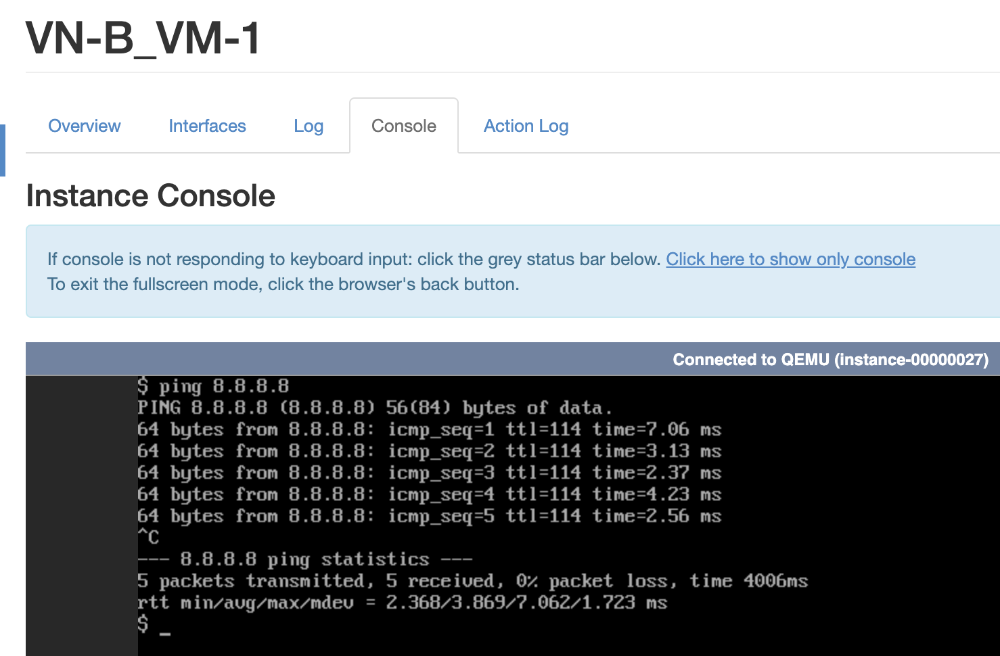 VN-B_VM-1
Overview Interfaces Log Console Action Log
Instance Console
If console is not responding to keyboard input: click the grey status bar below. Click here to show only console
To exit the fullscreen mode, click the browser's back button.
Connected to QEMU (instance-00000027)
$ ping 8.8.8.8
PING 8.8.8.8 (8.8.8.8) 56(84) bytes of data.
64 bytes from 8.8.8.8: icmp_seq=1 ttl=114 time=7.06 ms
64 bytes from 8.8.8.8: icmp_seq=2 ttl=114 time=3.13 ms
64 bytes from 8.8.8.8: icmp_seq=3 ttl=114 time=2.37 ms
64 bytes from 8.8.8.8: icmp_seq=4 ttl=114 time=4.23 ms
64 bytes from 8.8.8.8: icmp_seq=5 ttl=114 time=2.56 ms
^C
--- 8.8.8.8 ping statistics ---
5 packets transmitted, 5 received, 0% packet loss, time 4006ms
rtt min/avg/max/mdev = 2.368/3.869/7.062/1.723 ms
$ _